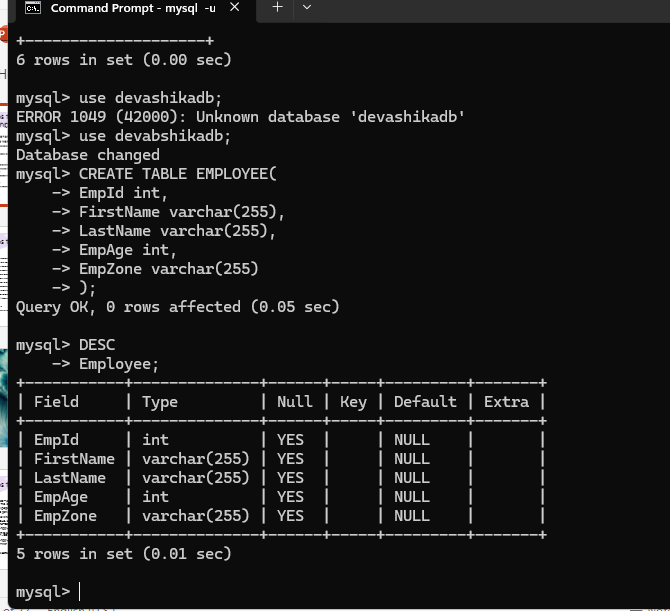 Command Prompt - mysql -u
+--------------------+
6 rows in set (0.00 sec)
mysql> use devashikadb;
ERROR 1049 (42000): Unknown database 'devashikadb'
mysql> use devabshikadb;
Database changed
mysql> CREATE TABLE EMPLOYEE(
    -> EmpId int,
    -> FirstName varchar(255),
    -> LastName varchar(255),
    -> EmpAge int,
    -> EmpZone varchar(255)
    -> );
Query OK, 0 rows affected (0.05 sec)
mysql> DESC
    -> Employee;
+-----------+--------------+------+-----+---------+-------+
| Field     | Type         | Null | Key | Default | Extra |
+-----------+--------------+------+-----+---------+-------+
| EmpId     | int          | YES  |     | NULL    |       |
| FirstName | varchar(255) | YES  |     | NULL    |       |
| LastName  | varchar(255) | YES  |     | NULL    |       |
| EmpAge    | int          | YES  |     | NULL    |       |
| EmpZone   | varchar(255) | YES  |     | NULL    |       |
+-----------+--------------+------+-----+---------+-------+
5 rows in set (0.01 sec)
mysql>